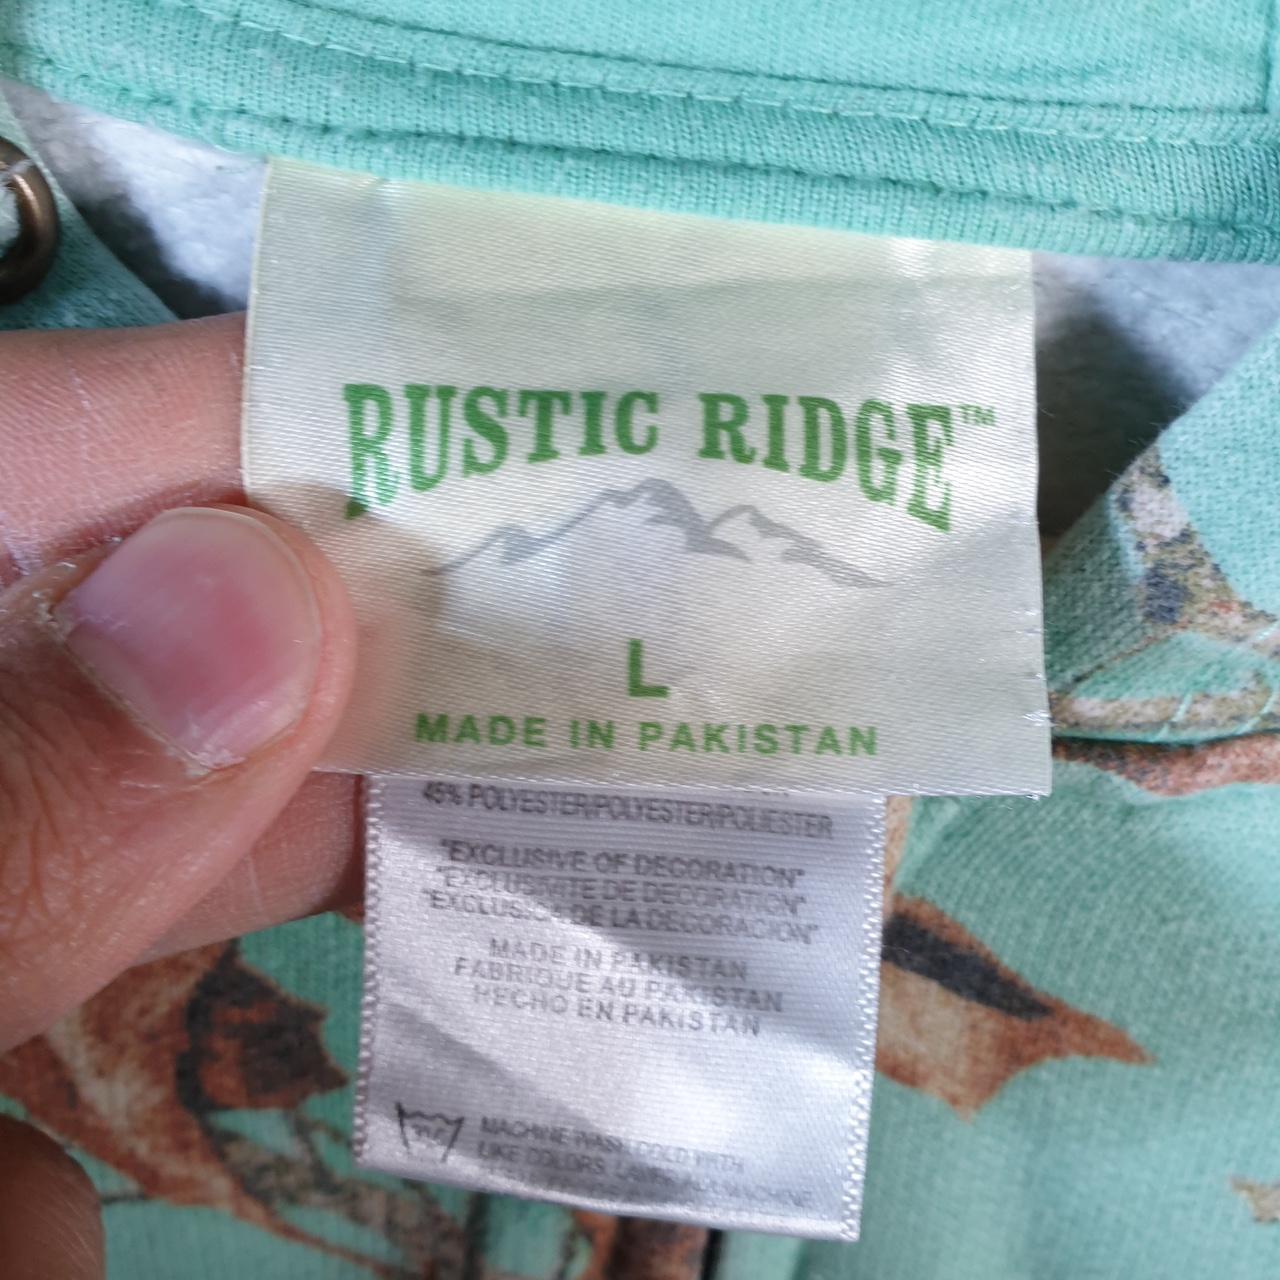 RUSTIC RIDGE™
L
MADE IN PAKISTAN
45% POLYESTER/POLYESTER/POLIESTER
"EXCLUSIVE OF DECORATION"
"EXCLUSIVITE DE DECORATION"
"EXCLUSION DE LA DECORACION"
MADE IN PAKISTAN
FABRIQUE AU PAKISTAN
HECHO EN PAKISTAN
MACHINE WASH COLD WITH
LIKE COLORS,